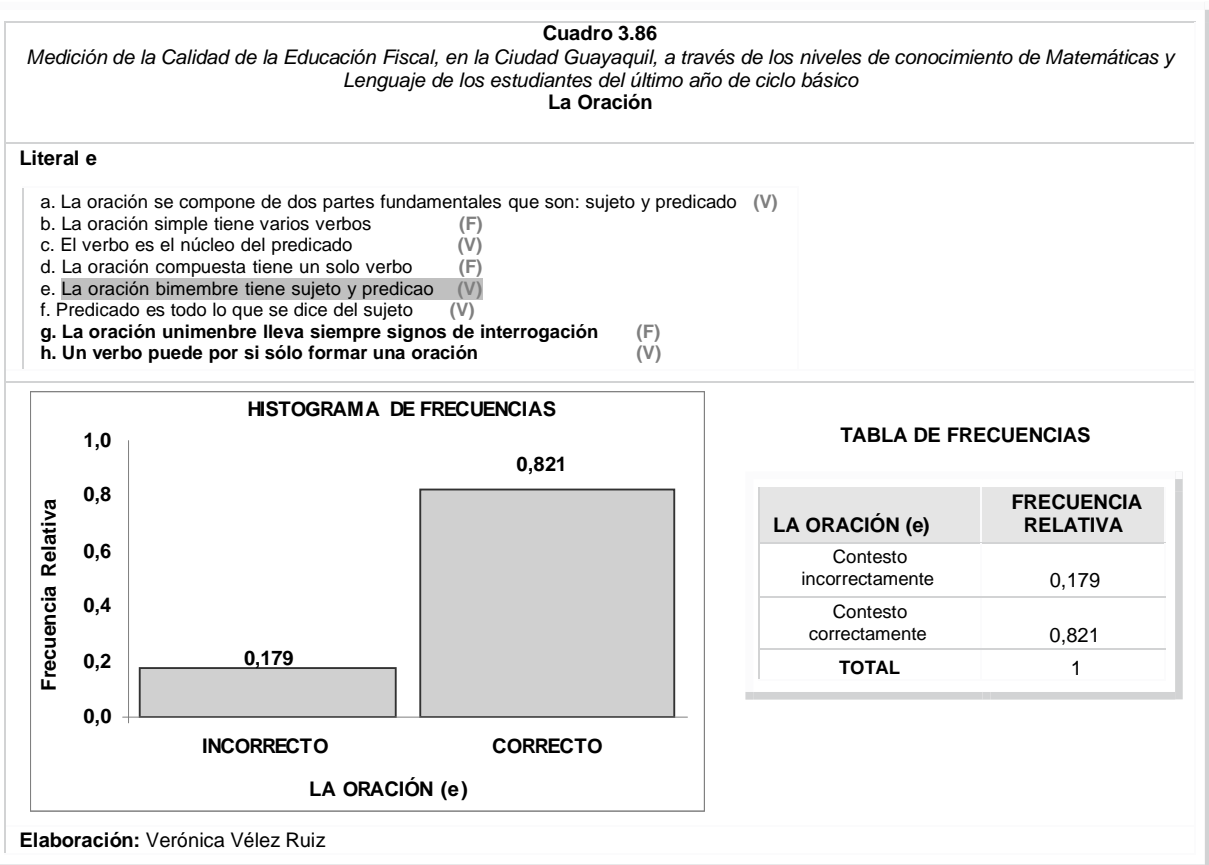 Cuadro 3.86
Medición de la Calidad de la Educación Fiscal, en la Ciudad Guayaquil, a través de los niveles de conocimiento de Matemáticas y
Lenguaje de los estudiantes del último año de ciclo básico
La Oración
Literal e
a. La oración se compone de dos partes fundamentales que son: sujeto y predicado (V)
b. La oración simple tiene varios verbos (F)
c. El verbo es el núcleo del predicado (V)
d. La oración compuesta tiene un solo verbo (F)
e. La oración bimembre tiene sujeto y predicao (V)
f. Predicado es todo lo que se dice del sujeto (V)
g. La oración unimenbre lleva siempre signos de interrogación (F)
h. Un verbo puede por si sólo formar una oración (V)
HISTOGRAMA DE FRECUENCIAS
1,0
0,8
0,6
0,4
0,2
0,0
Frecuencia Relativa
0,179
0,821
INCORRECTO CORRECTO
LA ORACIÓN (e)
TABLA DE FRECUENCIAS
LA ORACIÓN (e) FRECUENCIA RELATIVA
Contesto
incorrectamente 0,179
Contesto
correctamente 0,821
TOTAL 1
Elaboración: Verónica Vélez Ruiz